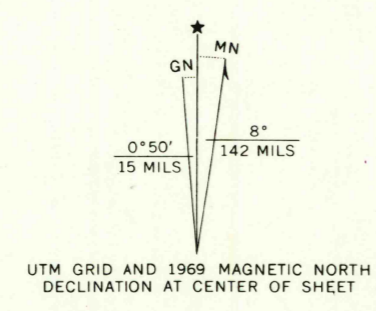 ★
MN
GN
0°50'
15 MILS
8°
142 MILS
UTM GRID AND 1969 MAGNETIC NORTH
DECLINATION AT CENTER OF SHEET